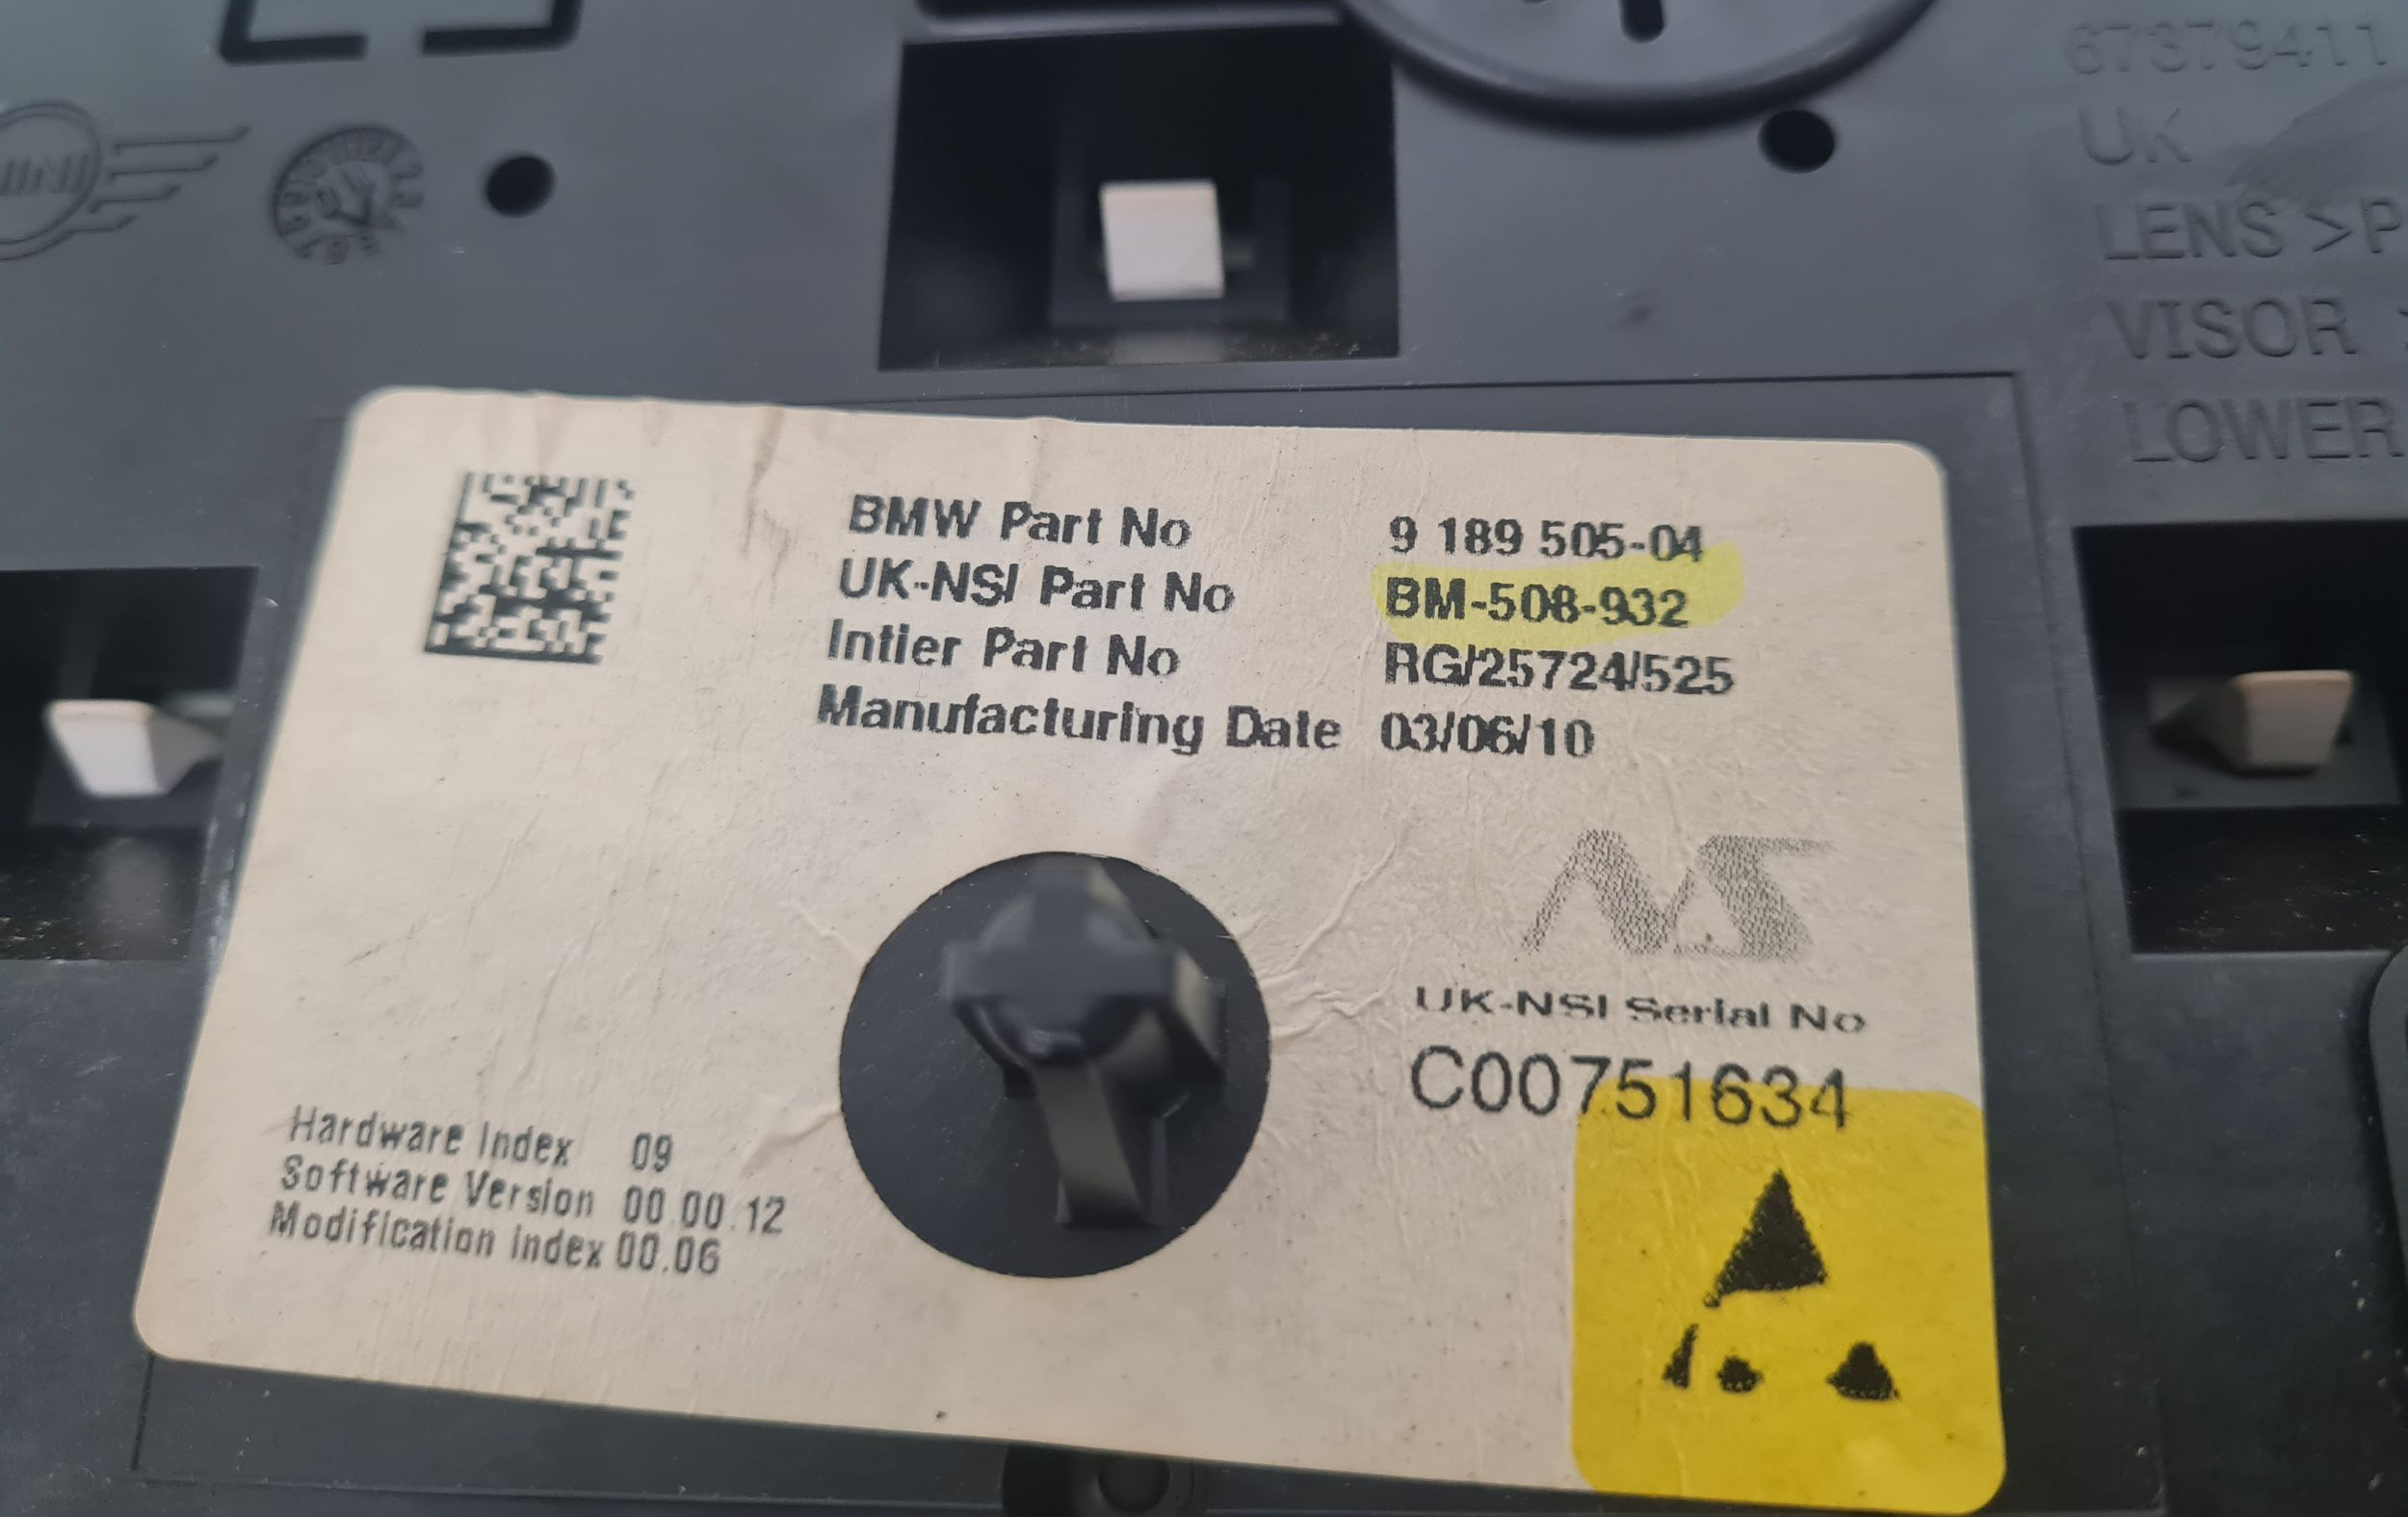 67379411
UK
LENS >P
VISOR >
LOWER
BMW Part No 9 189 505-04
UK-NSI Part No BM-508-932
Intier Part No RG/25724/525
Manufacturing Date 03/06/10
NS
UK-NSI Serial No
C00751634
Hardware Index 09
Software Version 00.00.12
Modification index 00.06